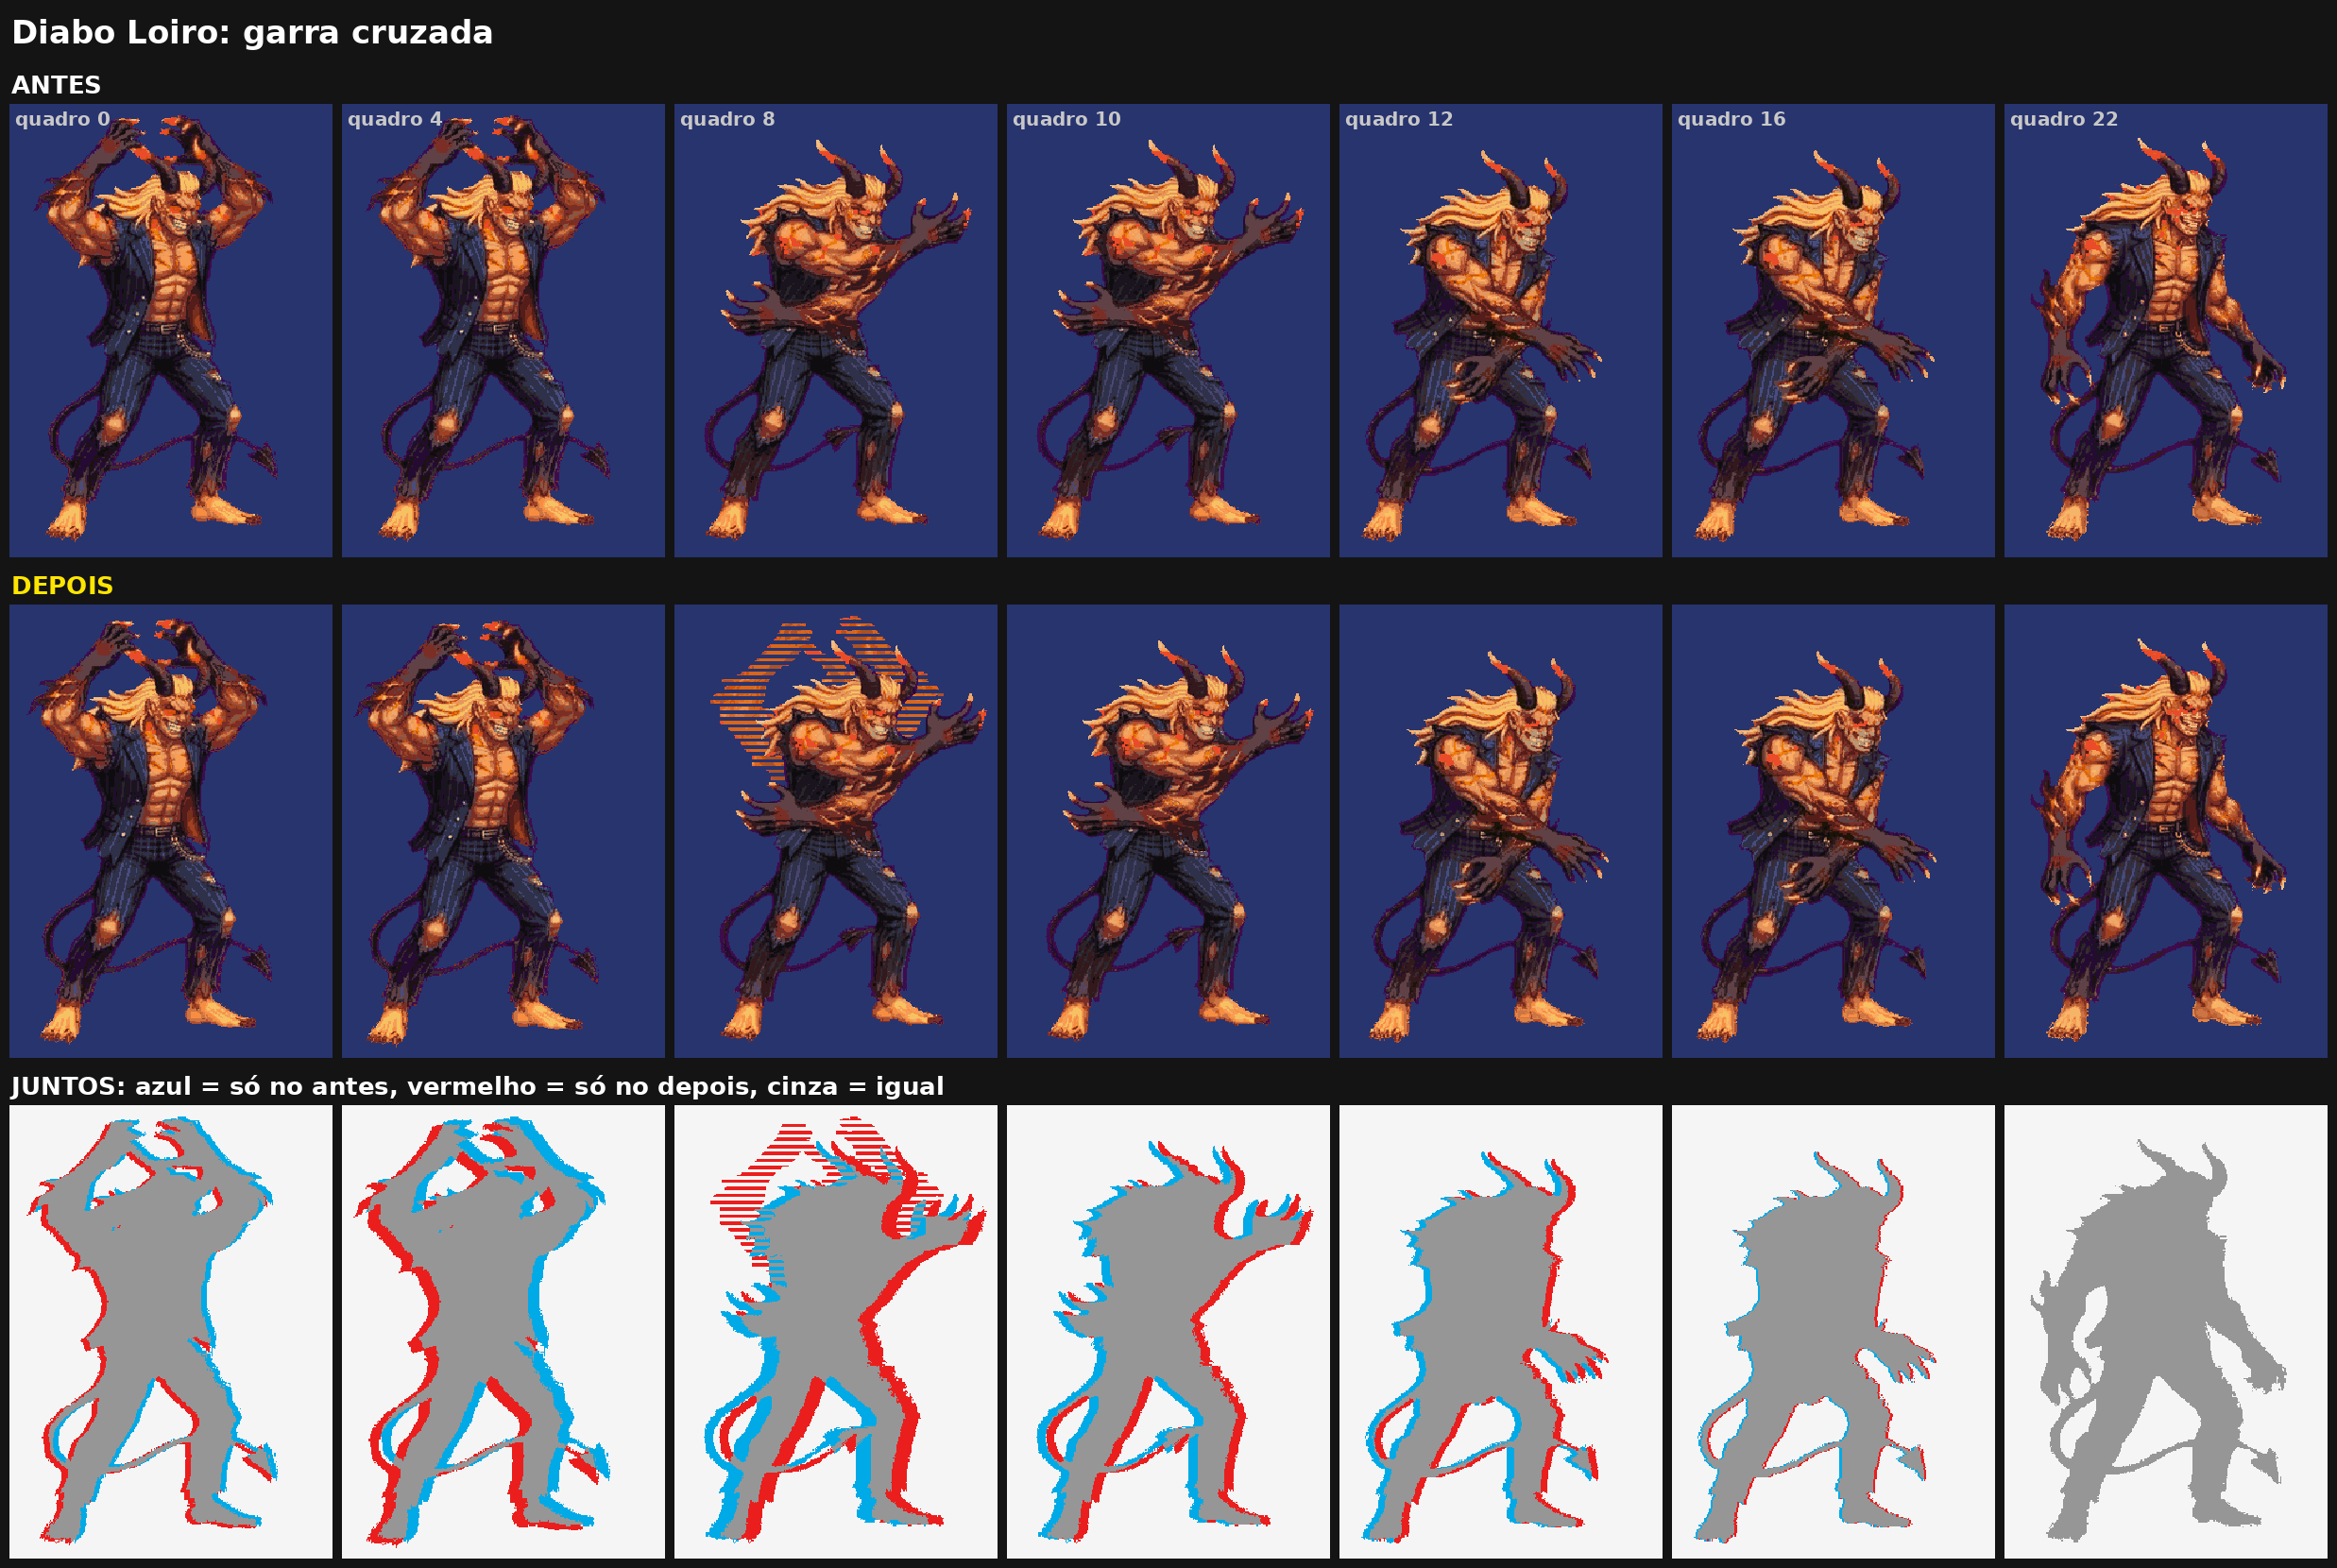 Diabo Loiro: garra cruzada
ANTES
quadro 0
quadro 4
quadro 8
quadro 10
quadro 12
quadro 16
quadro 22
DEPOIS
JUNTOS: azul = só no antes, vermelho = só no depois, cinza = igual